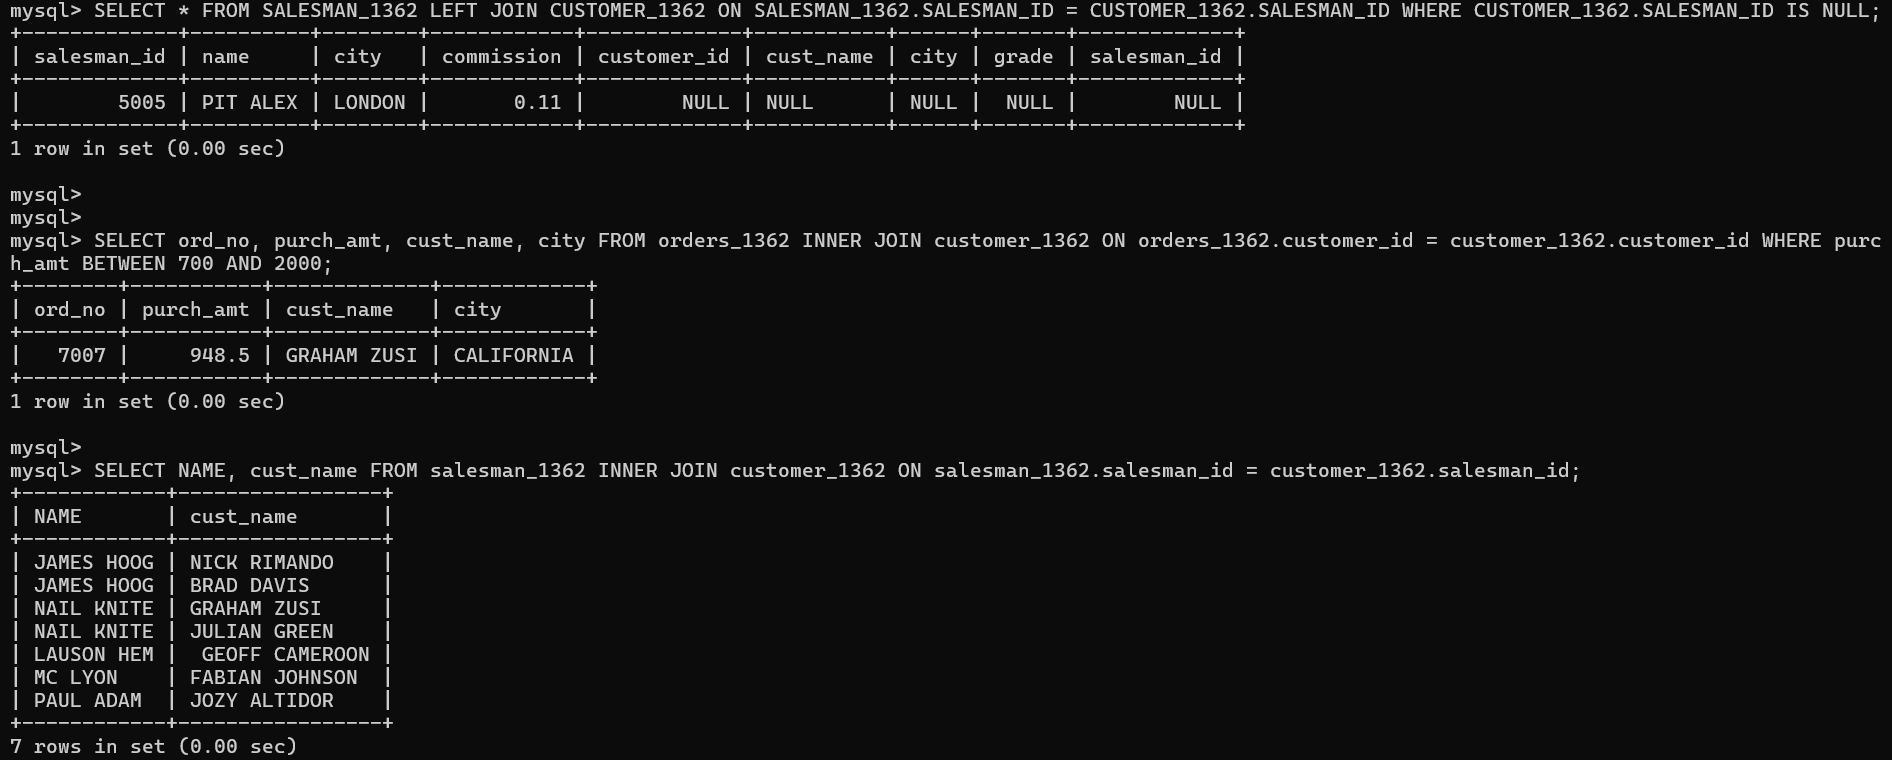 mysql> SELECT * FROM SALESMAN_1362 LEFT JOIN CUSTOMER_1362 ON SALESMAN_1362.SALESMAN_ID = CUSTOMER_1362.SALESMAN_ID WHERE CUSTOMER_1362.SALESMAN_ID IS NULL;
+-------------+----------+--------+------------+-------------+-----------+------+-------+-------------+
| salesman_id | name     | city   | commission | customer_id | cust_name | city | grade | salesman_id |
+-------------+----------+--------+------------+-------------+-----------+------+-------+-------------+
|        5005 | PIT ALEX | LONDON |       0.11 |        NULL | NULL      | NULL |  NULL |        NULL |
+-------------+----------+--------+------------+-------------+-----------+------+-------+-------------+
1 row in set (0.00 sec)

mysql>
mysql>
mysql> SELECT ord_no, purch_amt, cust_name, city FROM orders_1362 INNER JOIN customer_1362 ON orders_1362.customer_id = customer_1362.customer_id WHERE purc
h_amt BETWEEN 700 AND 2000;
+--------+-----------+-------------+------------+
| ord_no | purch_amt | cust_name   | city       |
+--------+-----------+-------------+------------+
|   7007 |     948.5 | GRAHAM ZUSI | CALIFORNIA |
+--------+-----------+-------------+------------+
1 row in set (0.00 sec)

mysql>
mysql> SELECT NAME, cust_name FROM salesman_1362 INNER JOIN customer_1362 ON salesman_1362.salesman_id = customer_1362.salesman_id;
+------------+-----------------+
| NAME       | cust_name       |
+------------+-----------------+
| JAMES HOOG | NICK RIMANDO    |
| JAMES HOOG | BRAD DAVIS      |
| NAIL KNITE | GRAHAM ZUSI     |
| NAIL KNITE | JULIAN GREEN    |
| LAUSON HEM |  GEOFF CAMEROON |
| MC LYON    | FABIAN JOHNSON  |
| PAUL ADAM  | JOZY ALTIDOR    |
+------------+-----------------+
7 rows in set (0.00 sec)